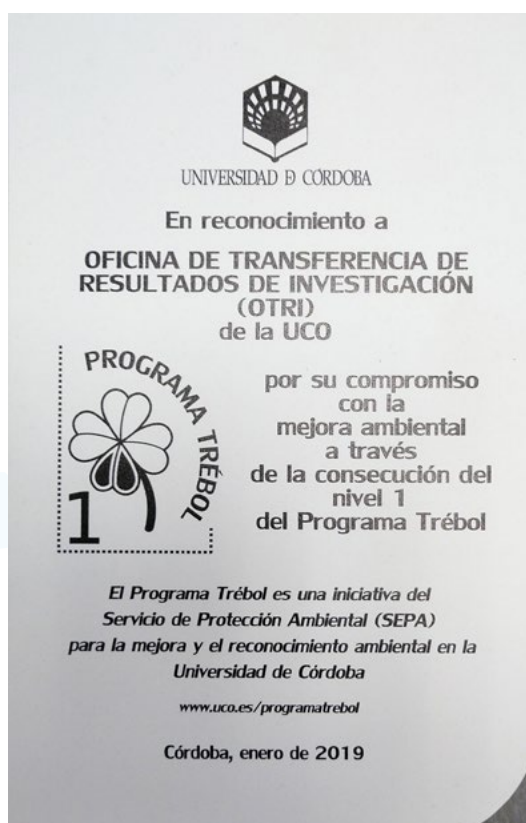 UNIVERSIDAD Đ CÓRDOBA
En reconocimiento a
OFICINA DE TRANSFERENCIA DE
RESULTADOS DE INVESTIGACIÓN
(OTRI)
de la UCO
PROGRAMA TRÉBOL
1
por su compromiso
con la
mejora ambiental
a través
de la consecución del
nivel 1
del Programa Trébol
El Programa Trébol es una iniciativa del
Servicio de Protección Ambiental (SEPA)
para la mejora y el reconocimiento ambiental en la
Universidad de Córdoba
www.uco.es/programatrebol
Córdoba, enero de 2019